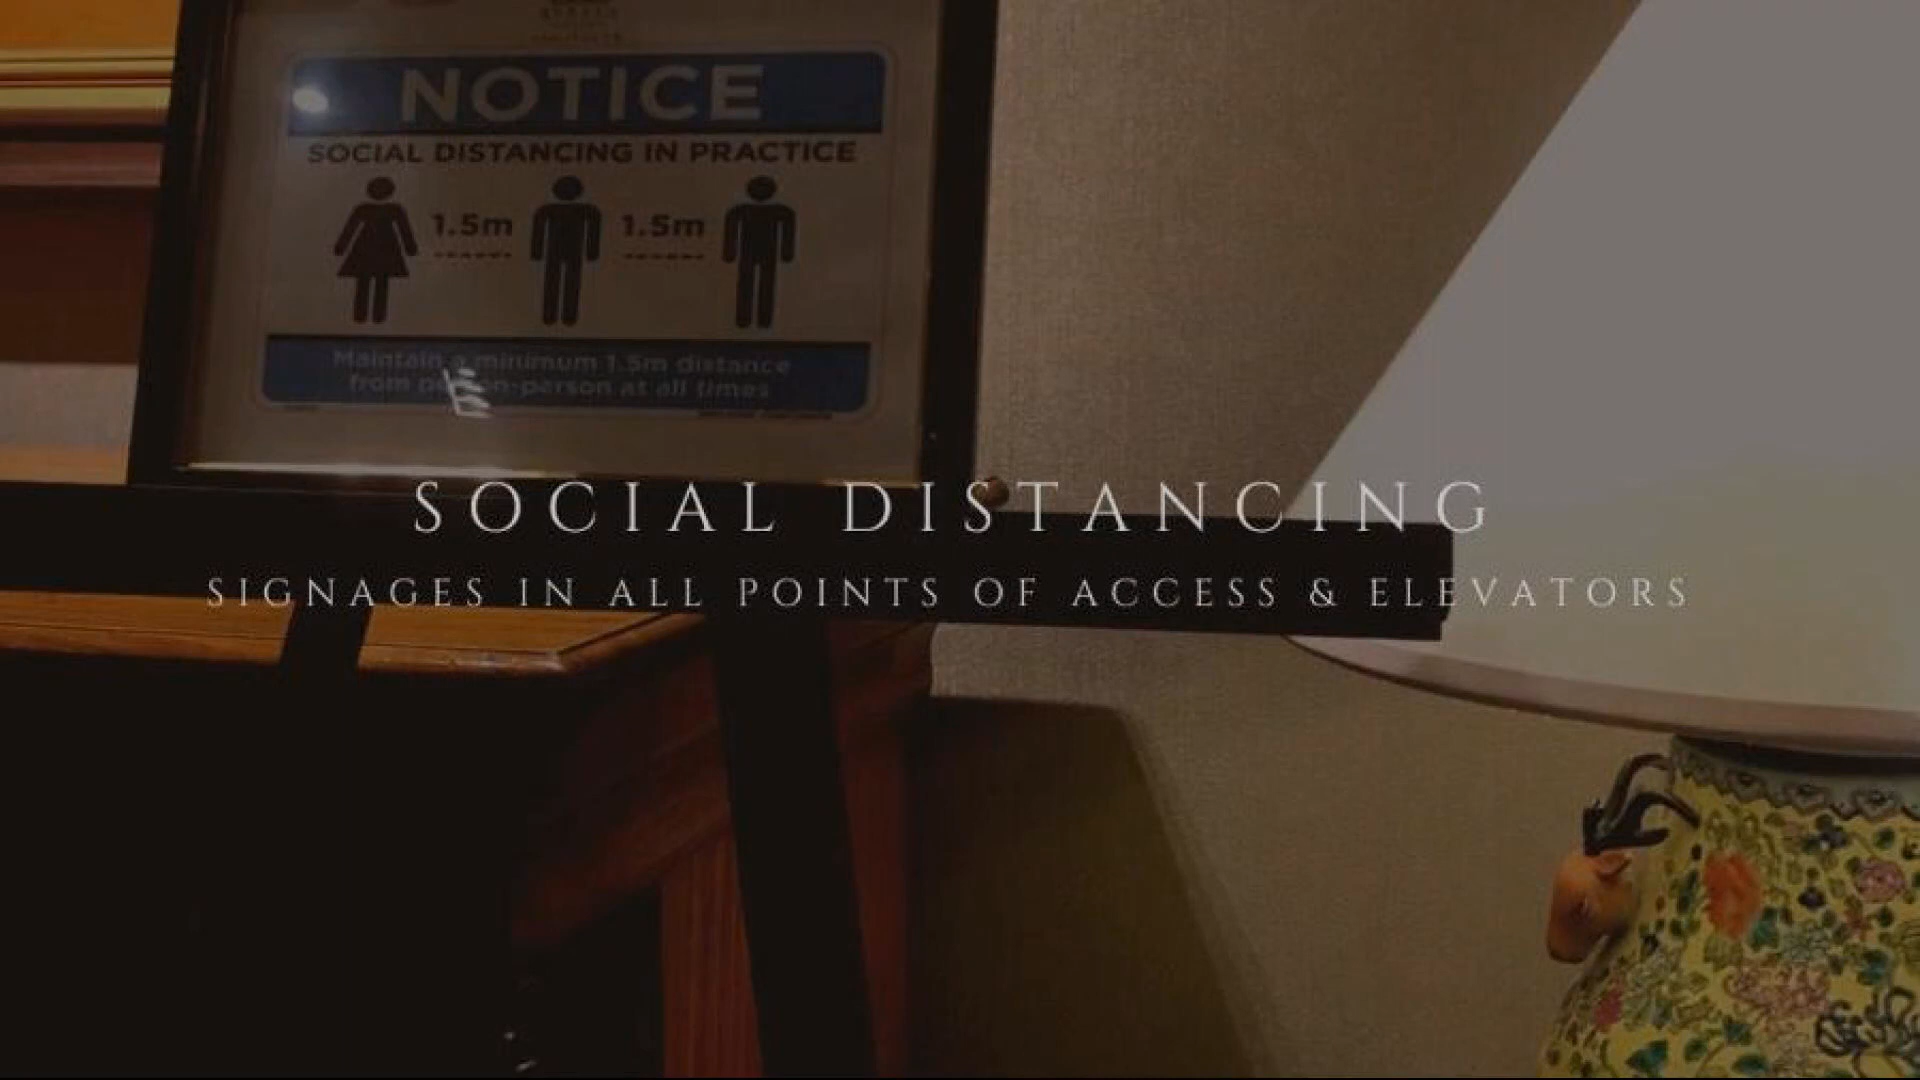 NOTICE
SOCIAL DISTANCING IN PRACTICE
1.5m 1.5m
Maintain a minimum 1.5m distance
from person-person at all times
SOCIAL DISTANCING
SIGNAGES IN ALL POINTS OF ACCESS & ELEVATORS